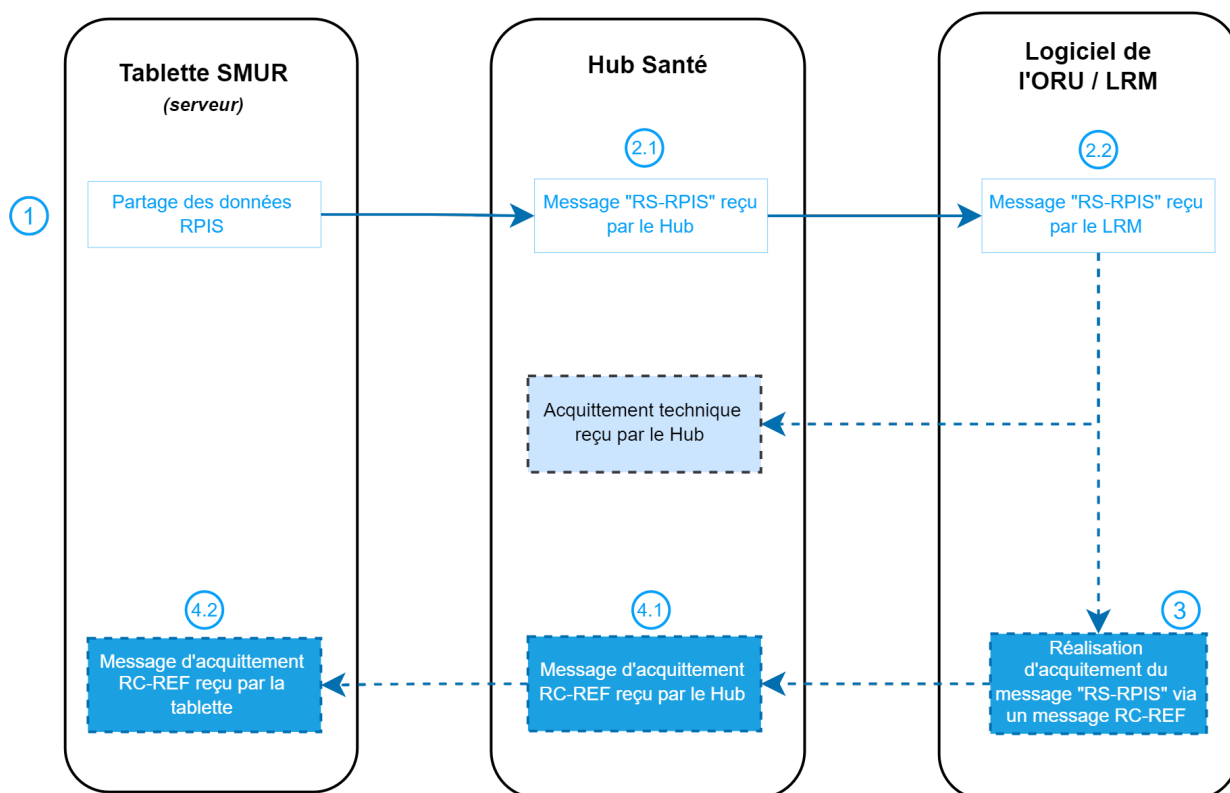 Tablette SMUR
(serveur)
Hub Santé
Logiciel de
l'ORU / LRM
1
Partage des données
RPIS
2.1
Message "RS-RPIS" reçu
par le Hub
2.2
Message "RS-RPIS" reçu
par le LRM
Acquittement technique
reçu par le Hub
4.2
Message d'acquittement
RC-REF reçu par la
tablette
4.1
Message d'acquittement
RC-REF reçu par le Hub
3
Réalisation
d'acquitement du
message "RS-RPIS" via
un message RC-REF